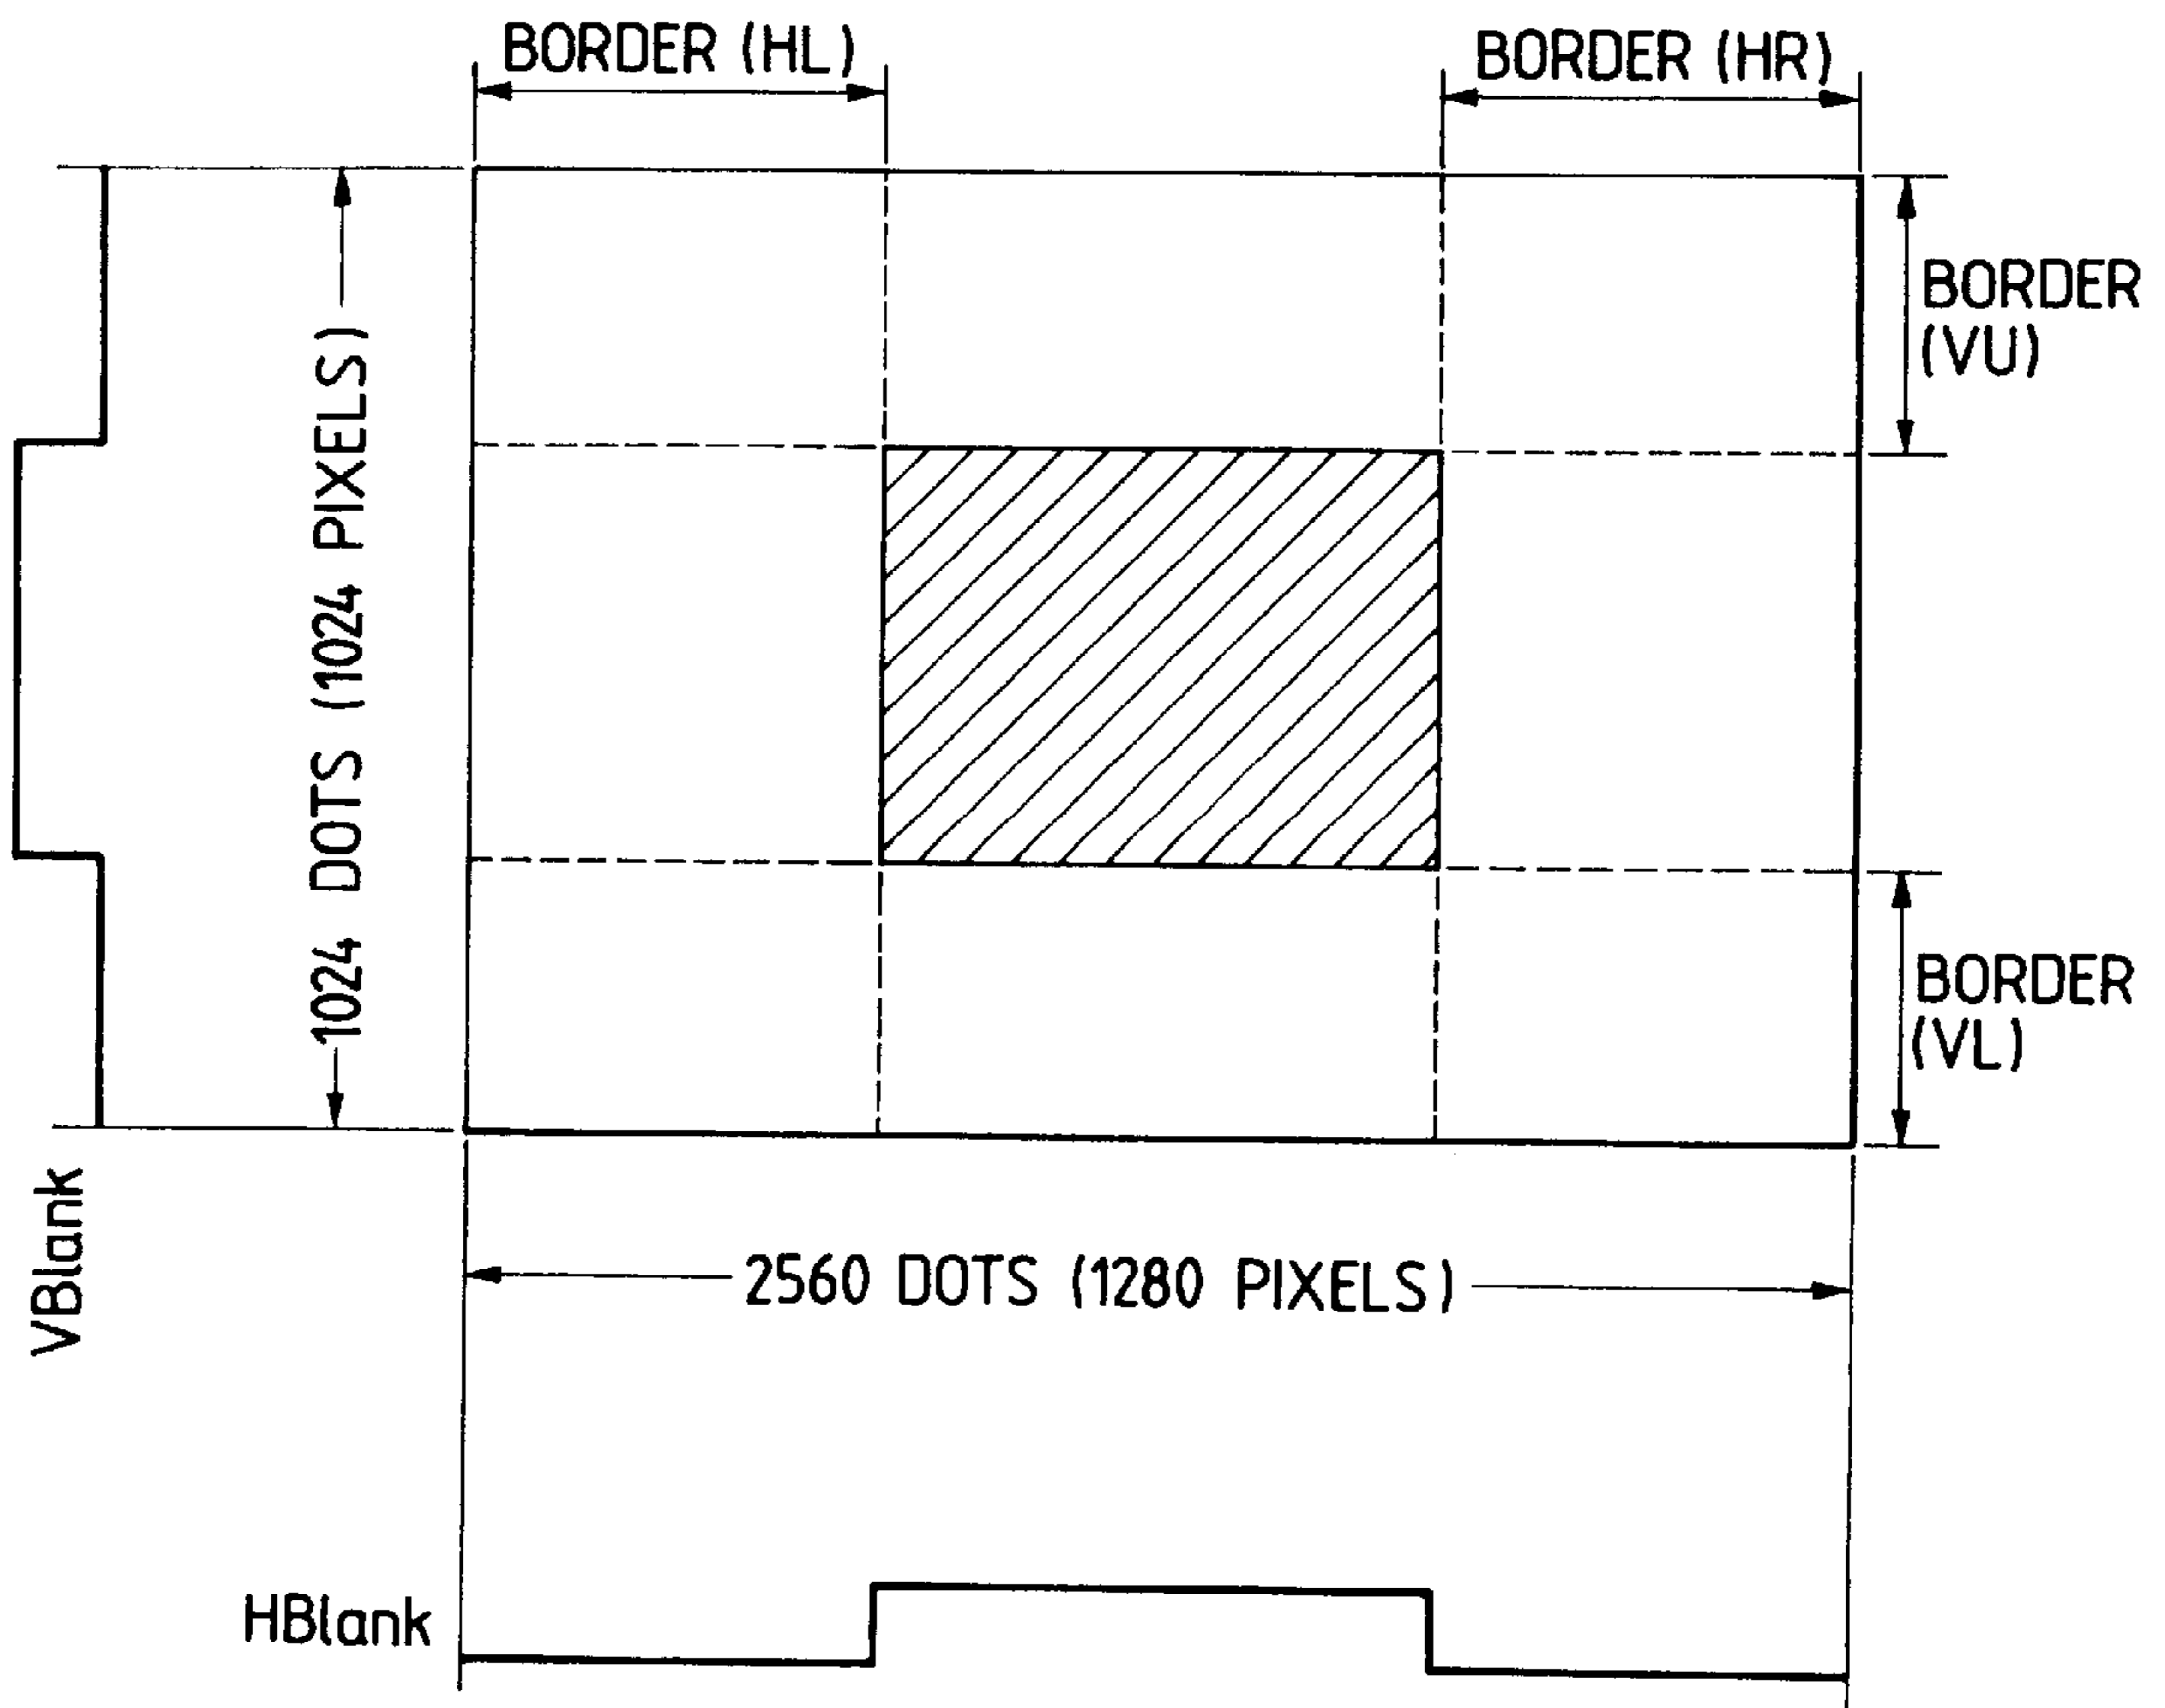 BORDER (HL)
BORDER (HR)
BORDER
(VU)
1024 DOTS (1024 PIXELS)
BORDER
(VL)
VBlank
2560 DOTS (1280 PIXELS)
HBlank